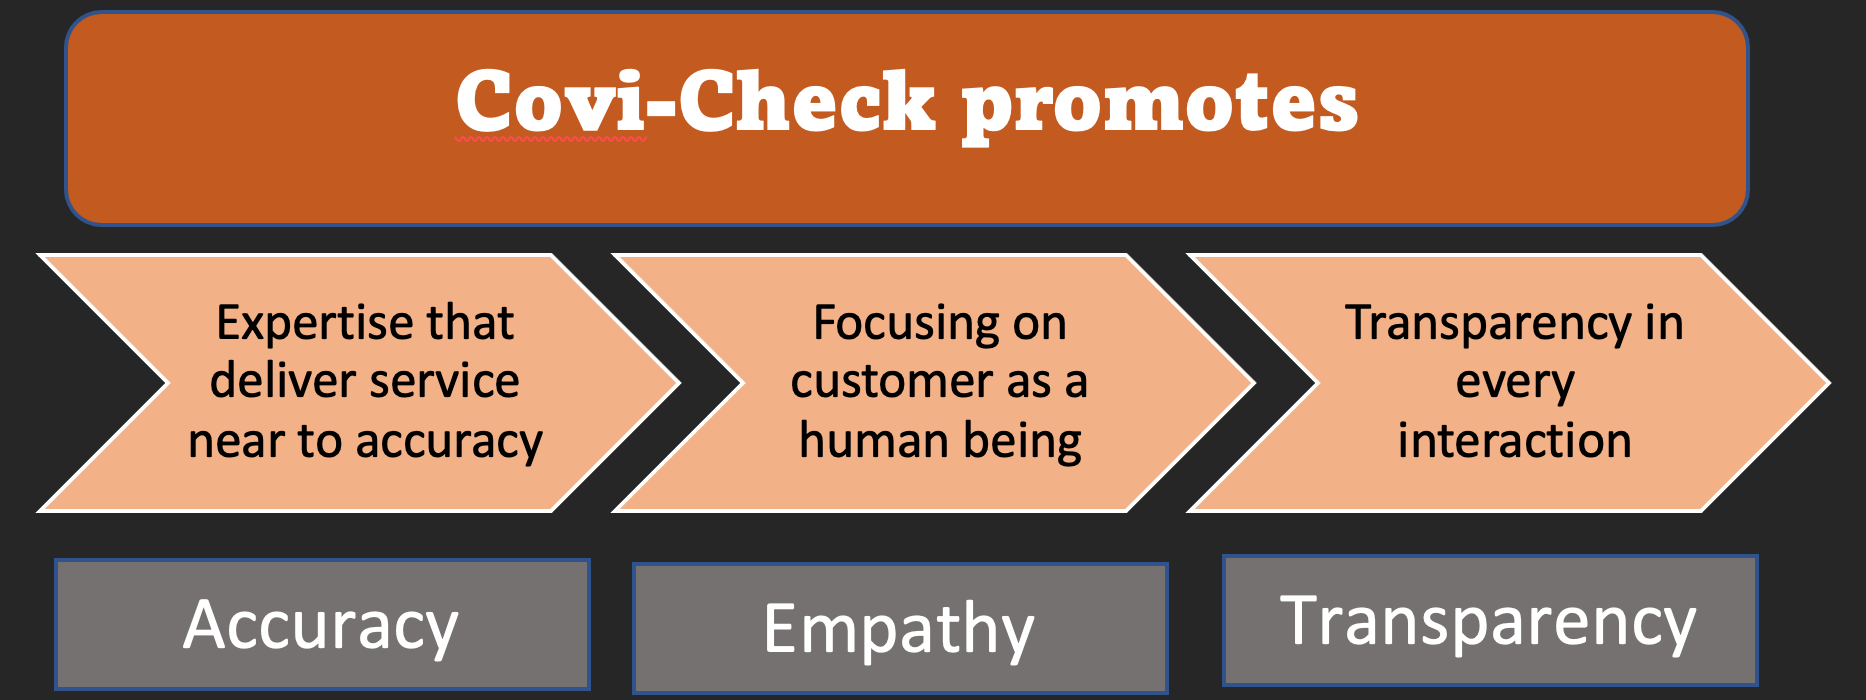 Covi-Check promotes
Expertise that
deliver service
near to accuracy
Focusing on
customer as a
human being
Transparency in
every
interaction
Accuracy
Empathy
Transparency